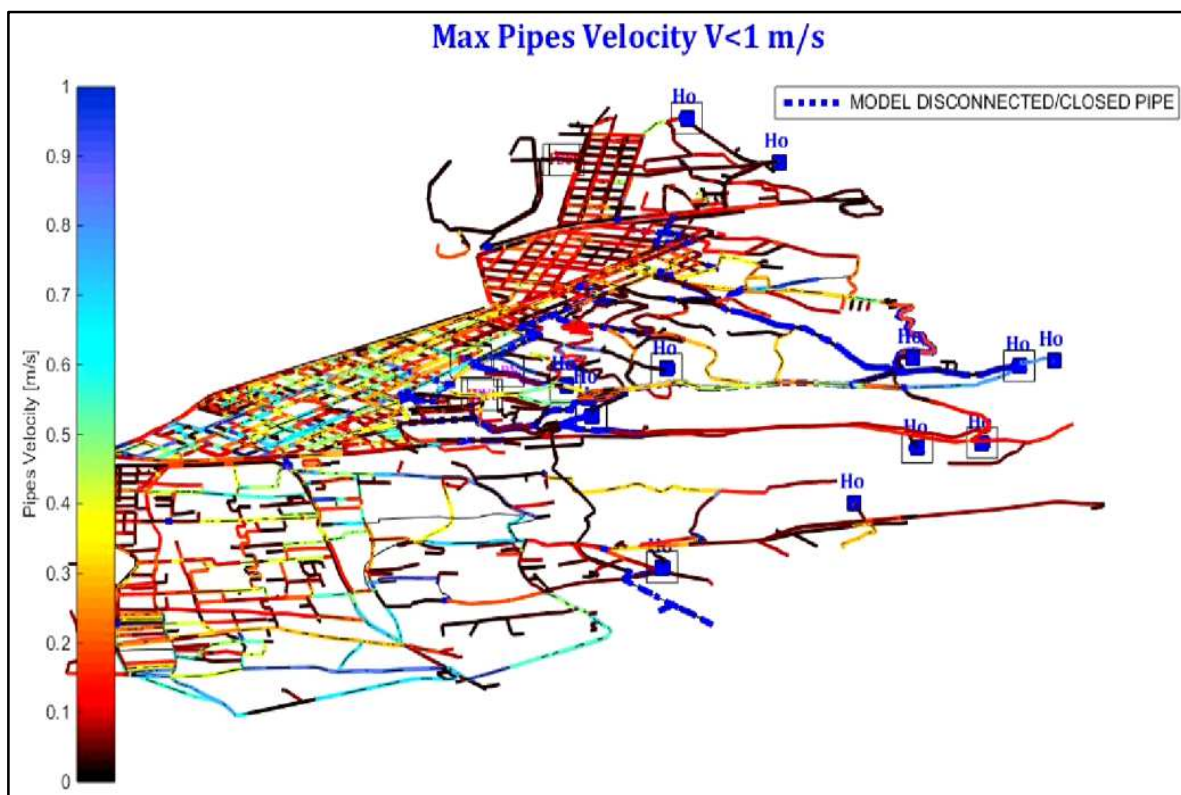 Max Pipes Velocity V<1 m/s
MODEL DISCONNECTED/CLOSED PIPE
Pipes Velocity [m/s]
1
0.9
0.8
0.7
0.6
0.5
0.4
0.3
0.2
0.1
0
Ho
Ho
Ho
Ho
Ho
Ho
Ho
Ho
Ho
Ho
Ho
Ho